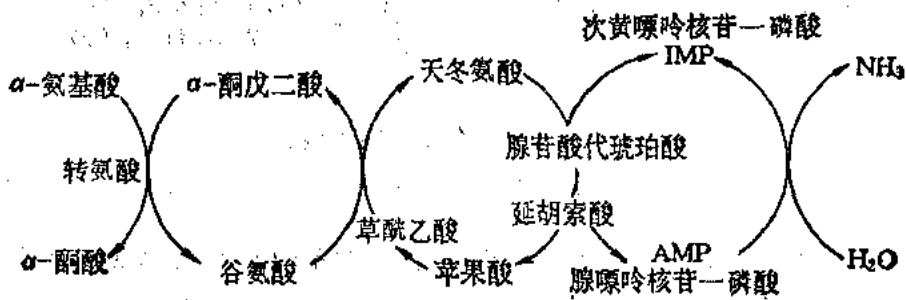 次黄嘌呤核苷一磷酸
IMP
天冬氨酸
NH₃
α-氨基酸
α-酮戊二酸
腺苷酸代琥珀酸
转氨酸
延胡索酸
草酰乙酸
AMP
α-酮酸
谷氨酸
苹果酸
腺嘌呤核苷一磷酸
H₂O